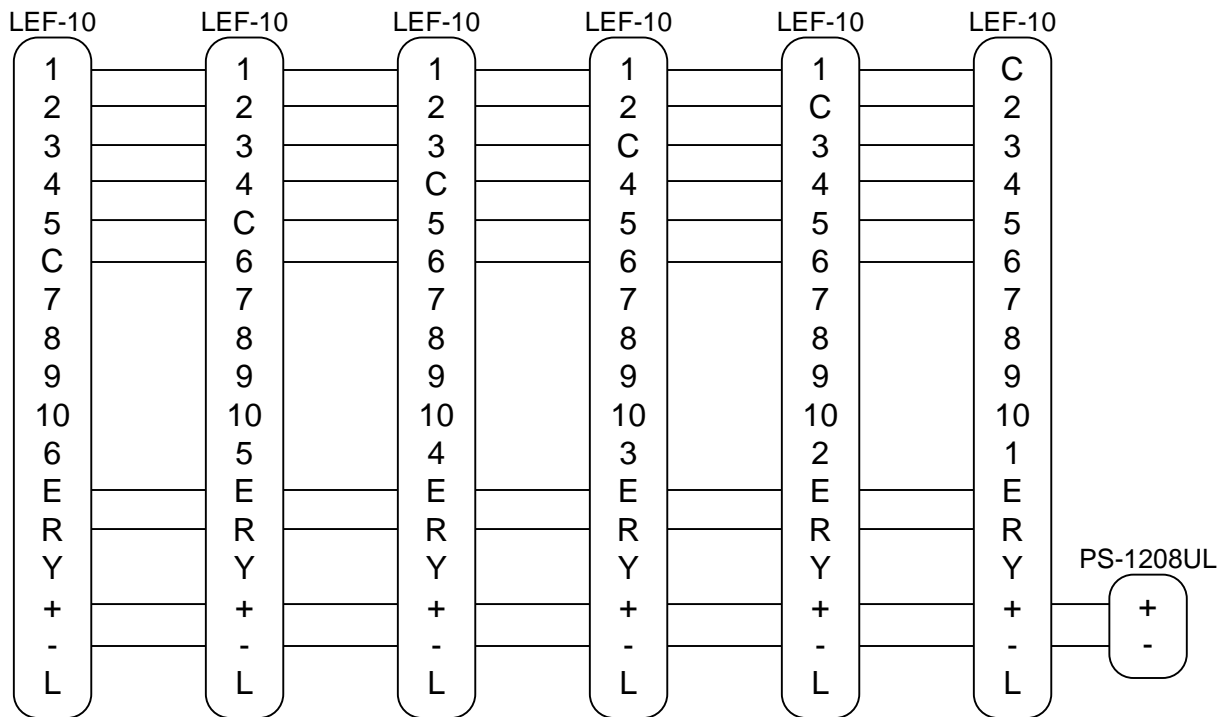 LEF-10 LEF-10 LEF-10 LEF-10 LEF-10 LEF-10
1 1 1 1 1 C
2 2 2 2 C 2
3 3 3 C 3 3
4 4 C 4 4 4
5 C 5 5 5 5
C 6 6 6 6 6
7 7 7 7 7 7
8 8 8 8 8 8
9 9 9 9 9 9
10 10 10 10 10 10
6 5 4 3 2 1
E E E E E E
R R R R R R
Y Y Y Y Y Y PS-1208UL
+ + + + + + +
- - - - - - -
L L L L L L